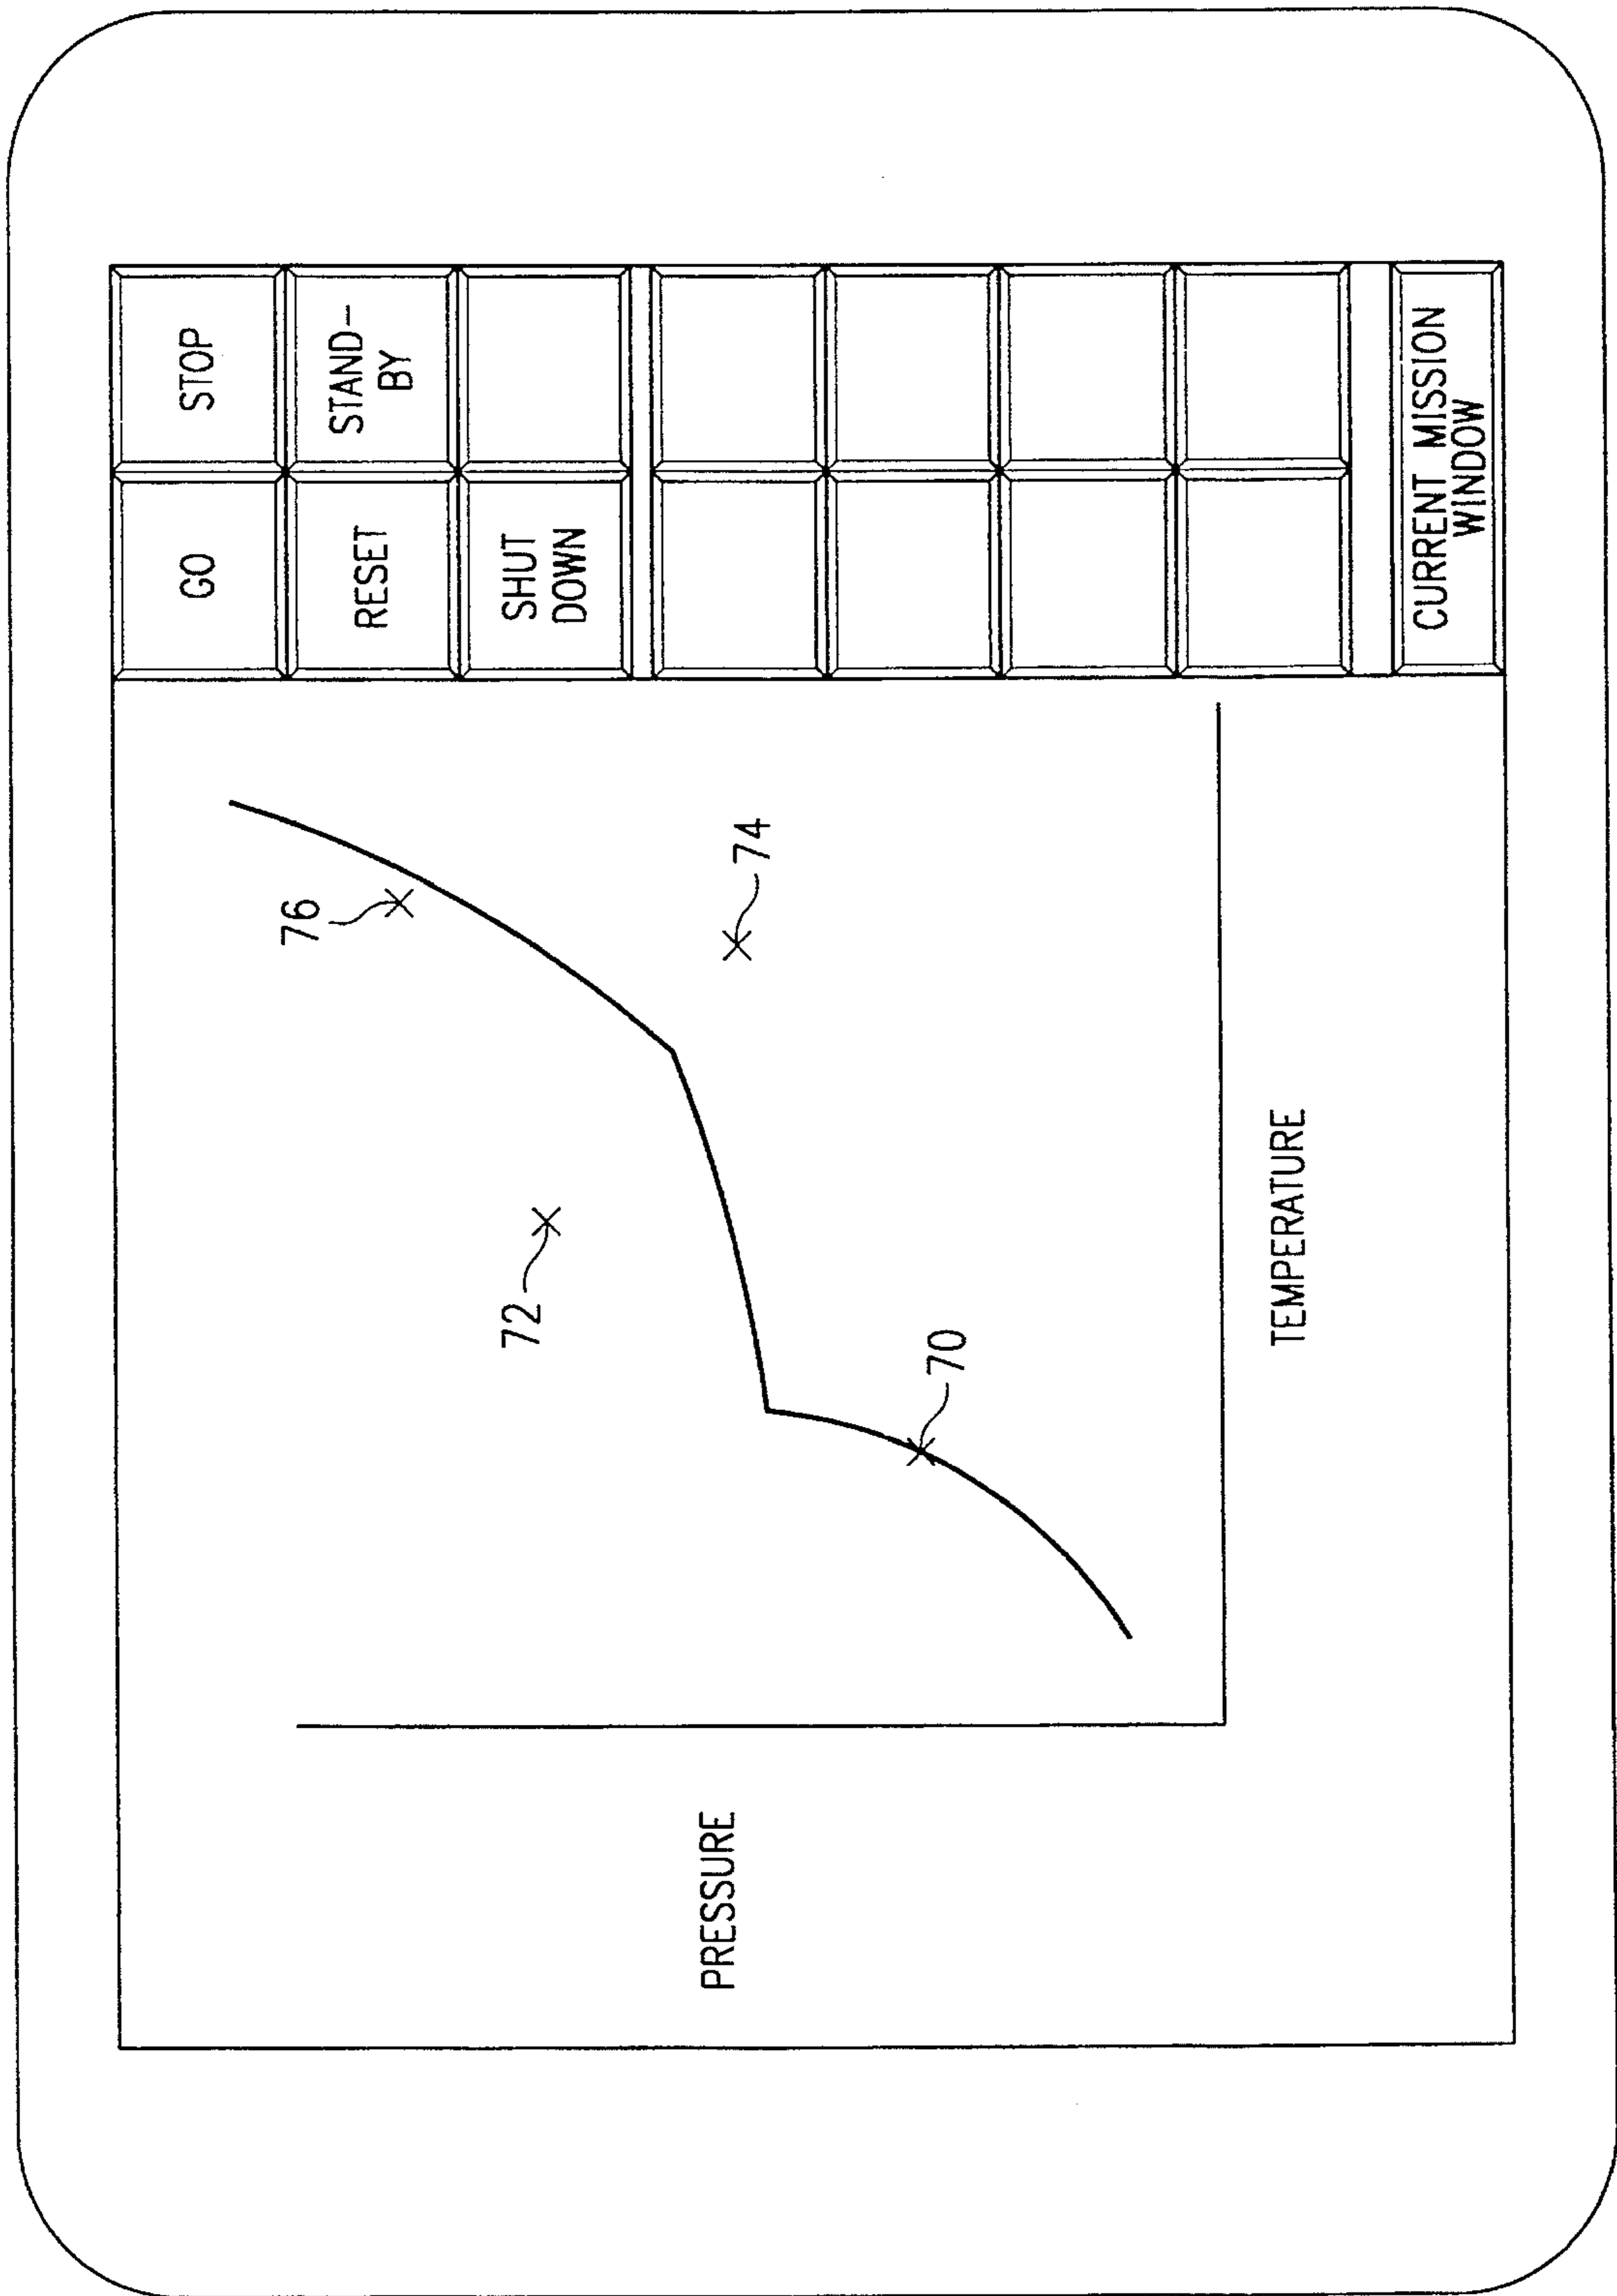 GO
STOP
RESET
STAND-
BY
SHUT
DOWN
76
74
72
70
PRESSURE
TEMPERATURE
CURRENT MISSION
WINDOW